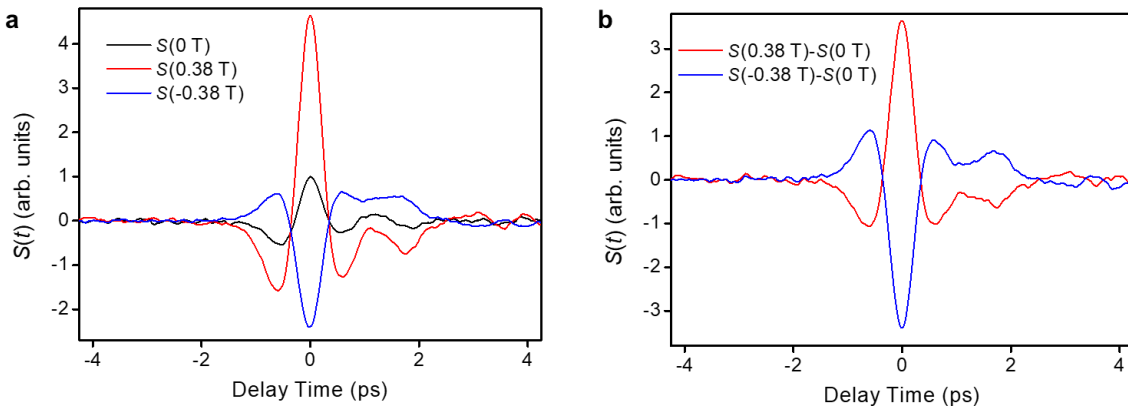 a
S(0 T)
S(0.38 T)
S(-0.38 T)
S(t) (arb. units)
4
3
2
1
0
-1
-2
-4
-2
0
2
4
Delay Time (ps)
b
S(0.38 T)-S(0 T)
S(-0.38 T)-S(0 T)
S(t) (arb. units)
3
2
1
0
-1
-2
-3
-4
-2
0
2
4
Delay Time (ps)